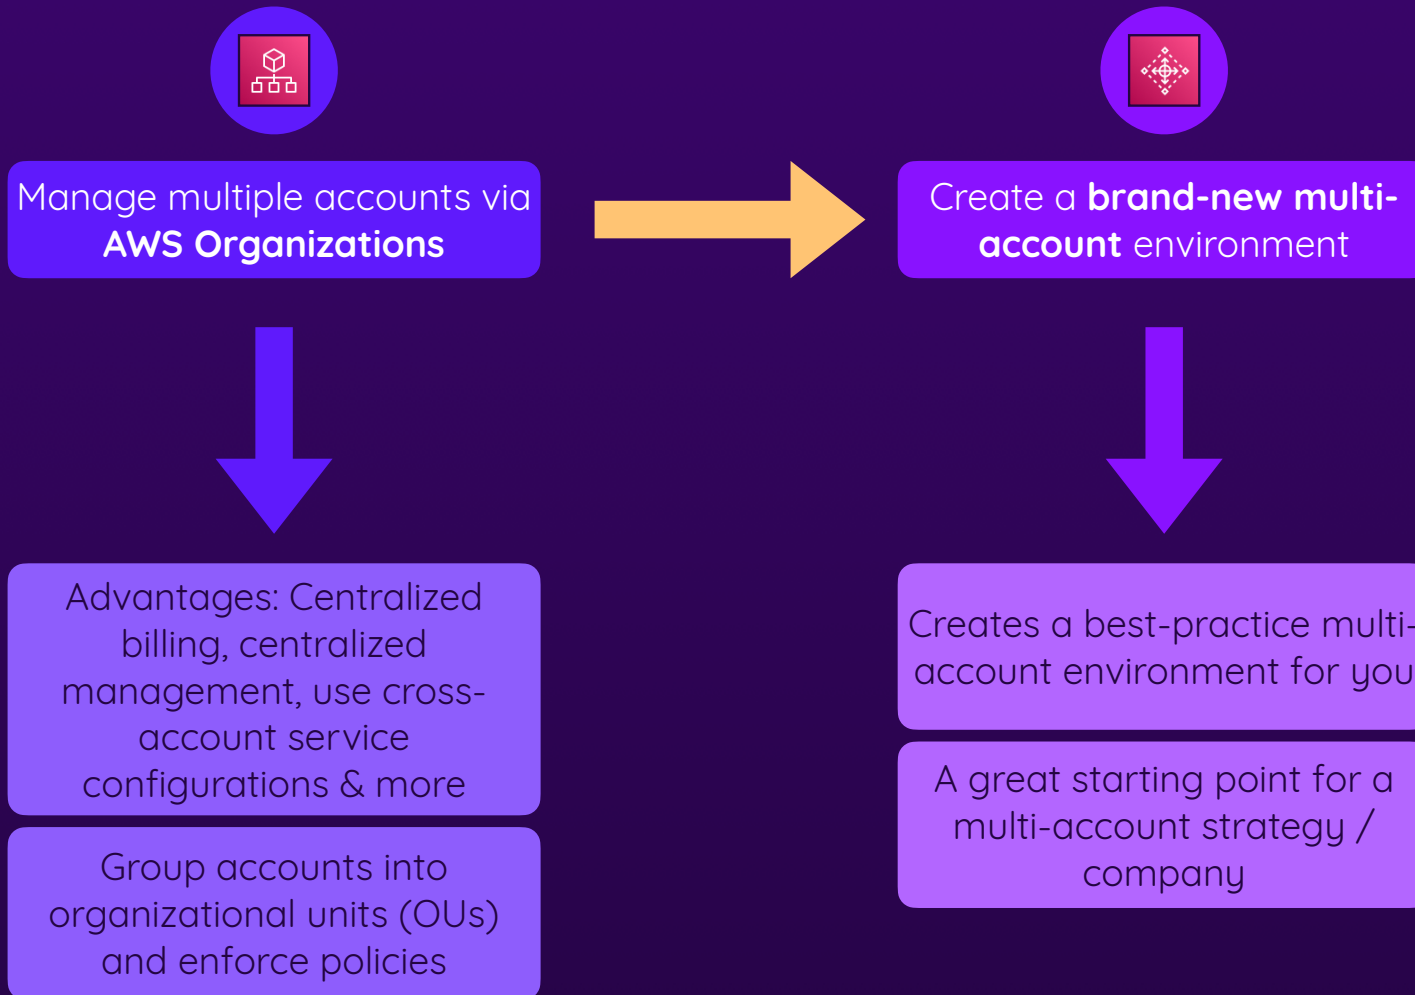 Manage multiple accounts via
AWS Organizations
Advantages: Centralized
billing, centralized
management, use cross-
account service
configurations & more
Group accounts into
organizational units (OUs)
and enforce policies
Create a brand-new multi-
account environment
Creates a best-practice multi-
account environment for you
A great starting point for a
multi-account strategy /
company